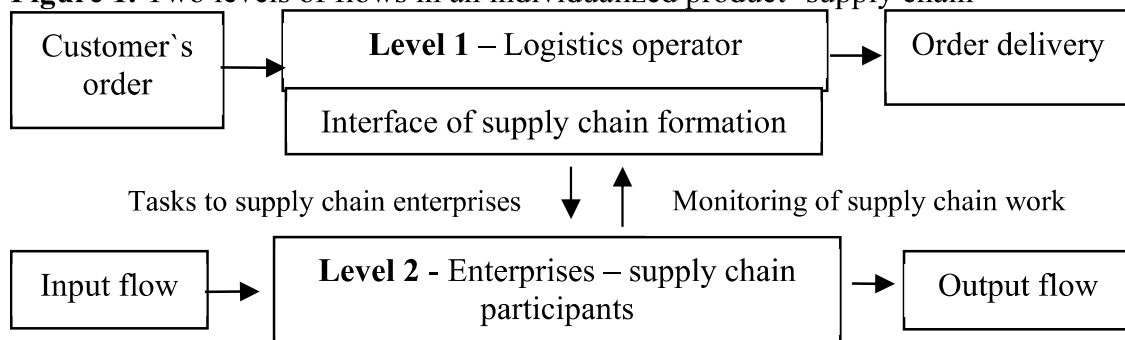 Figure 1. Two levels of flows in an individualized product supply chain
Customer`s
order
Level 1 – Logistics operator
Order delivery
Interface of supply chain formation
Tasks to supply chain enterprises
Monitoring of supply chain work
Input flow
Level 2 - Enterprises – supply chain
participants
Output flow